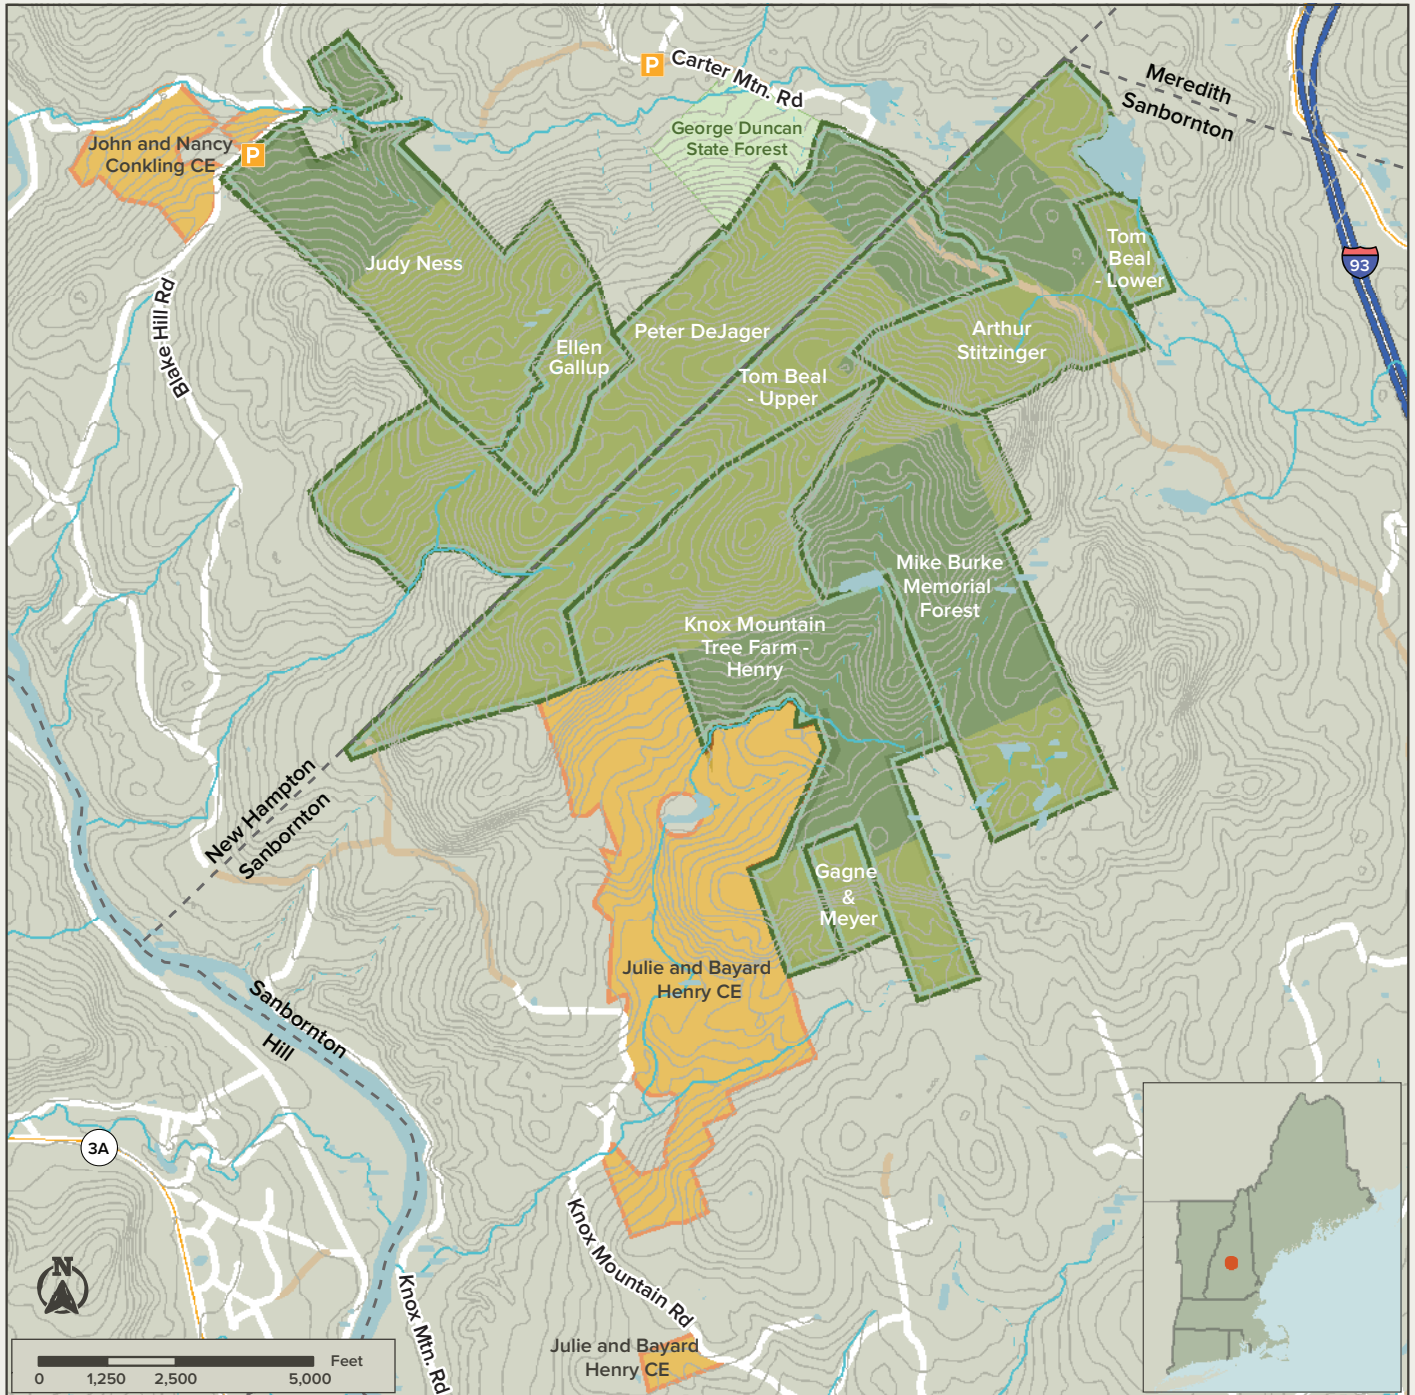 P
Carter Mtn. Rd
Meredith
Sanbornton
George Duncan
State Forest
John and Nancy
Conkling CE
P
Tom
Beal
- Lower
93
Judy Ness
Blake Hill Rd
Peter DeJager
Arthur
Stitzinger
Ellen
Gallup
Tom Beal
- Upper
Mike Burke
Memorial
Forest
Knox Mountain
Tree Farm -
Henry
New Hampton
Sanbornton
Gagne
&
Meyer
Julie and Bayard
Henry CE
Sanbornton
Hill
3A
Knox Mountain Rd
N
Knox Mtn. Rd
Julie and Bayard
Henry CE
Feet
0 1,250 2,500 5,000